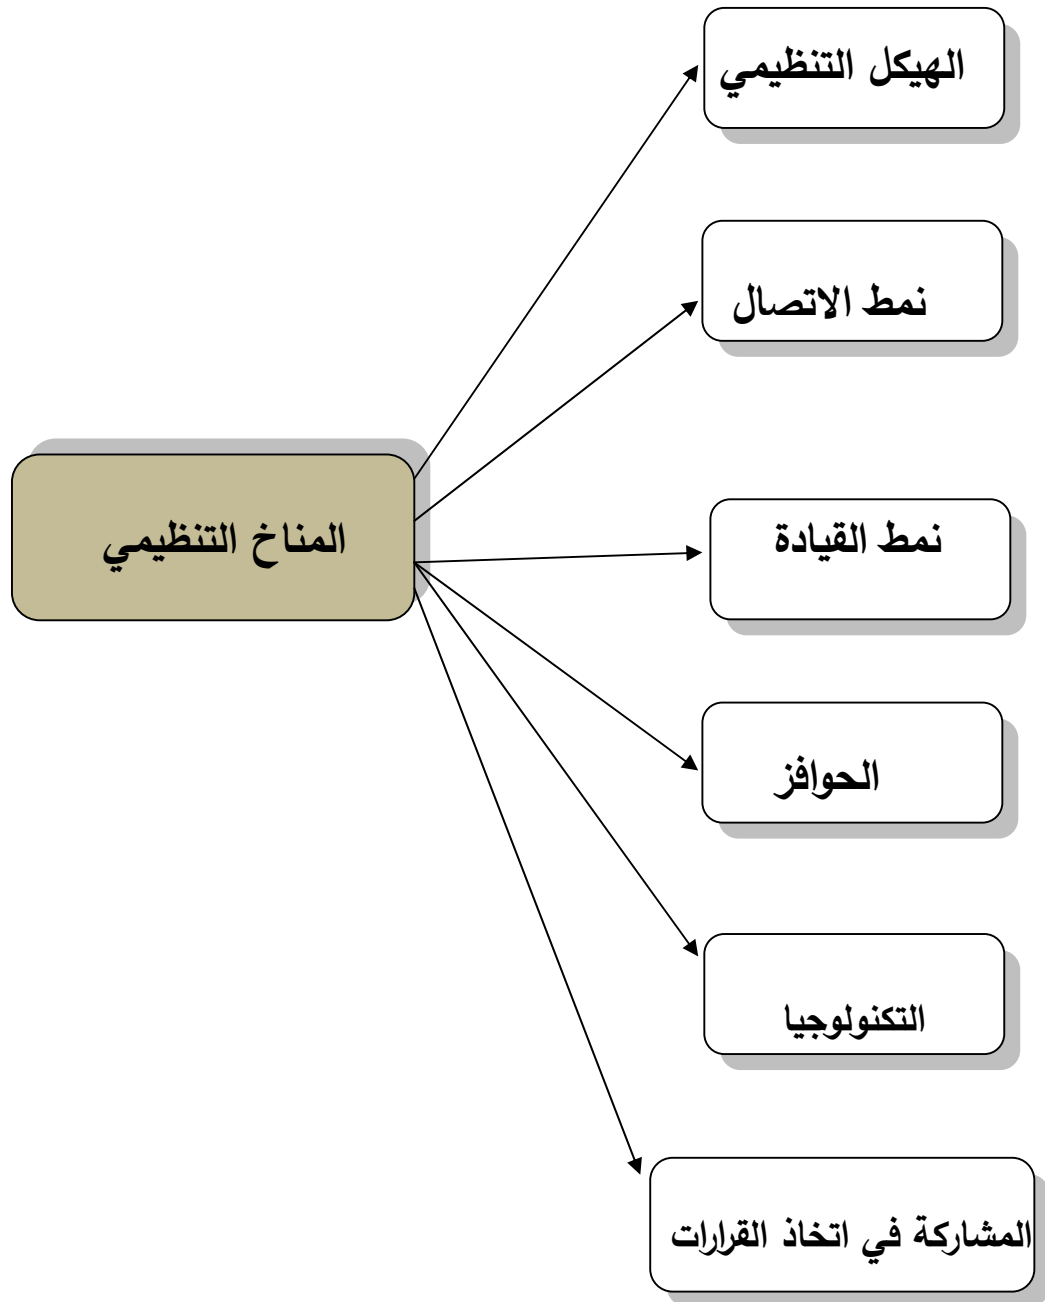 الهيكل التنظيمي
نمط الاتصال
المناخ التنظيمي
نمط القيادة
الحوافز
التكنولوجيا
المشاركة في اتخاذ القرارات